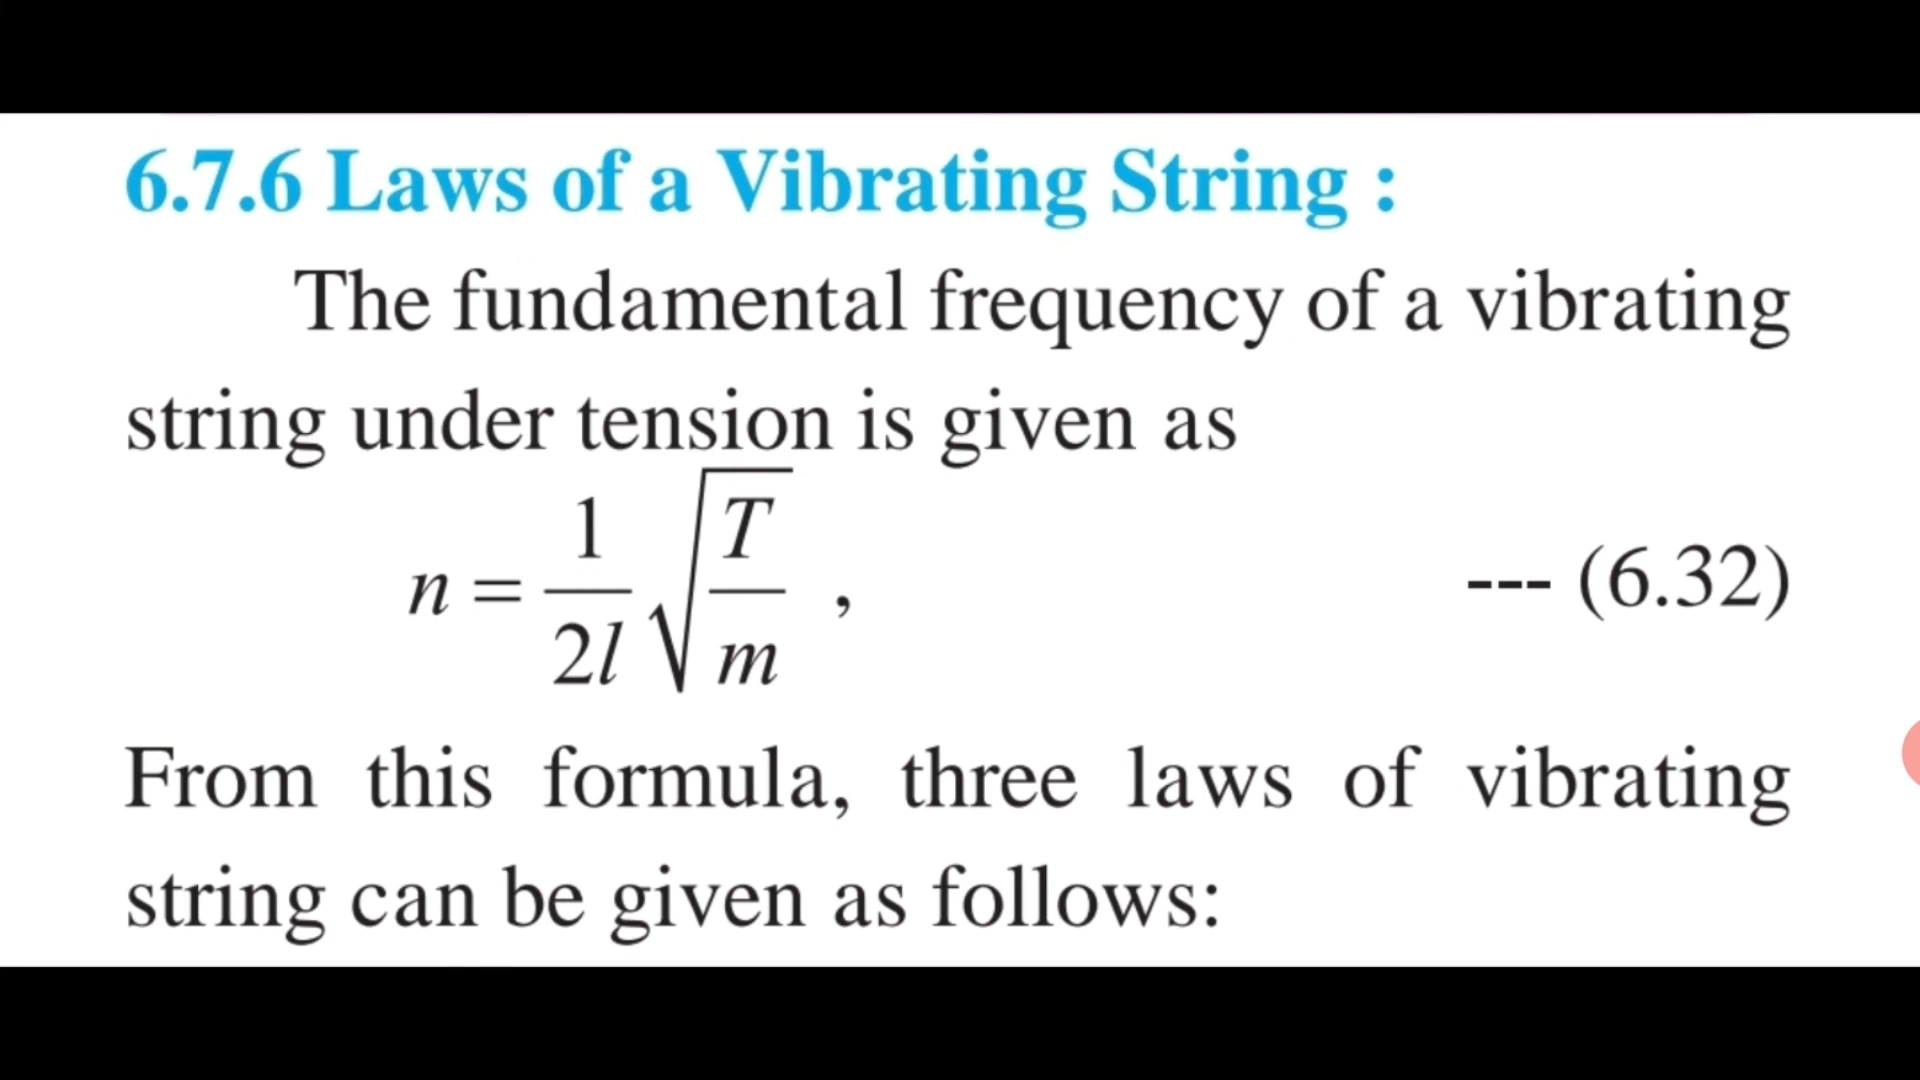 6.7.6 Laws of a Vibrating String :
The fundamental frequency of a vibrating
string under tension is given as
n = 1/2l √T/m , --- (6.32)
From this formula, three laws of vibrating
string can be given as follows: